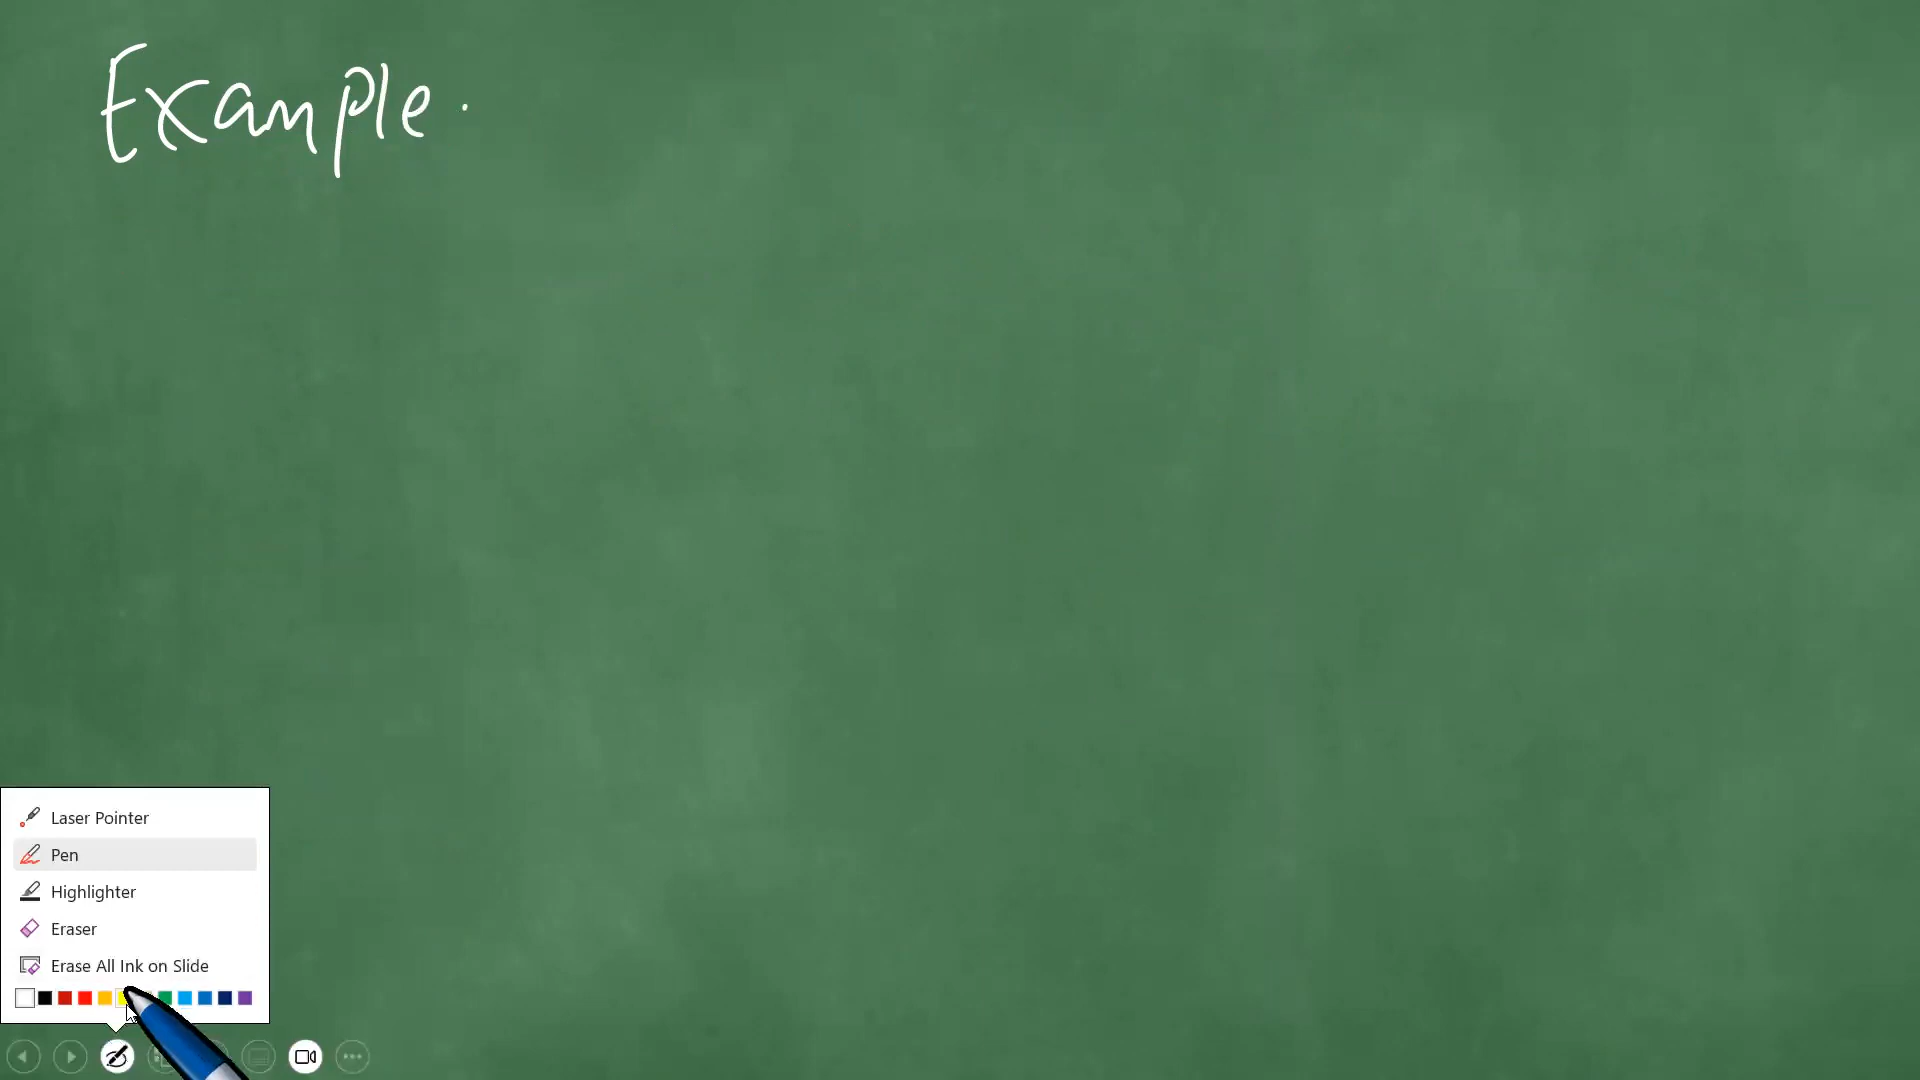 Example.
Laser Pointer
Pen
Highlighter
Eraser
Erase All Ink on Slide